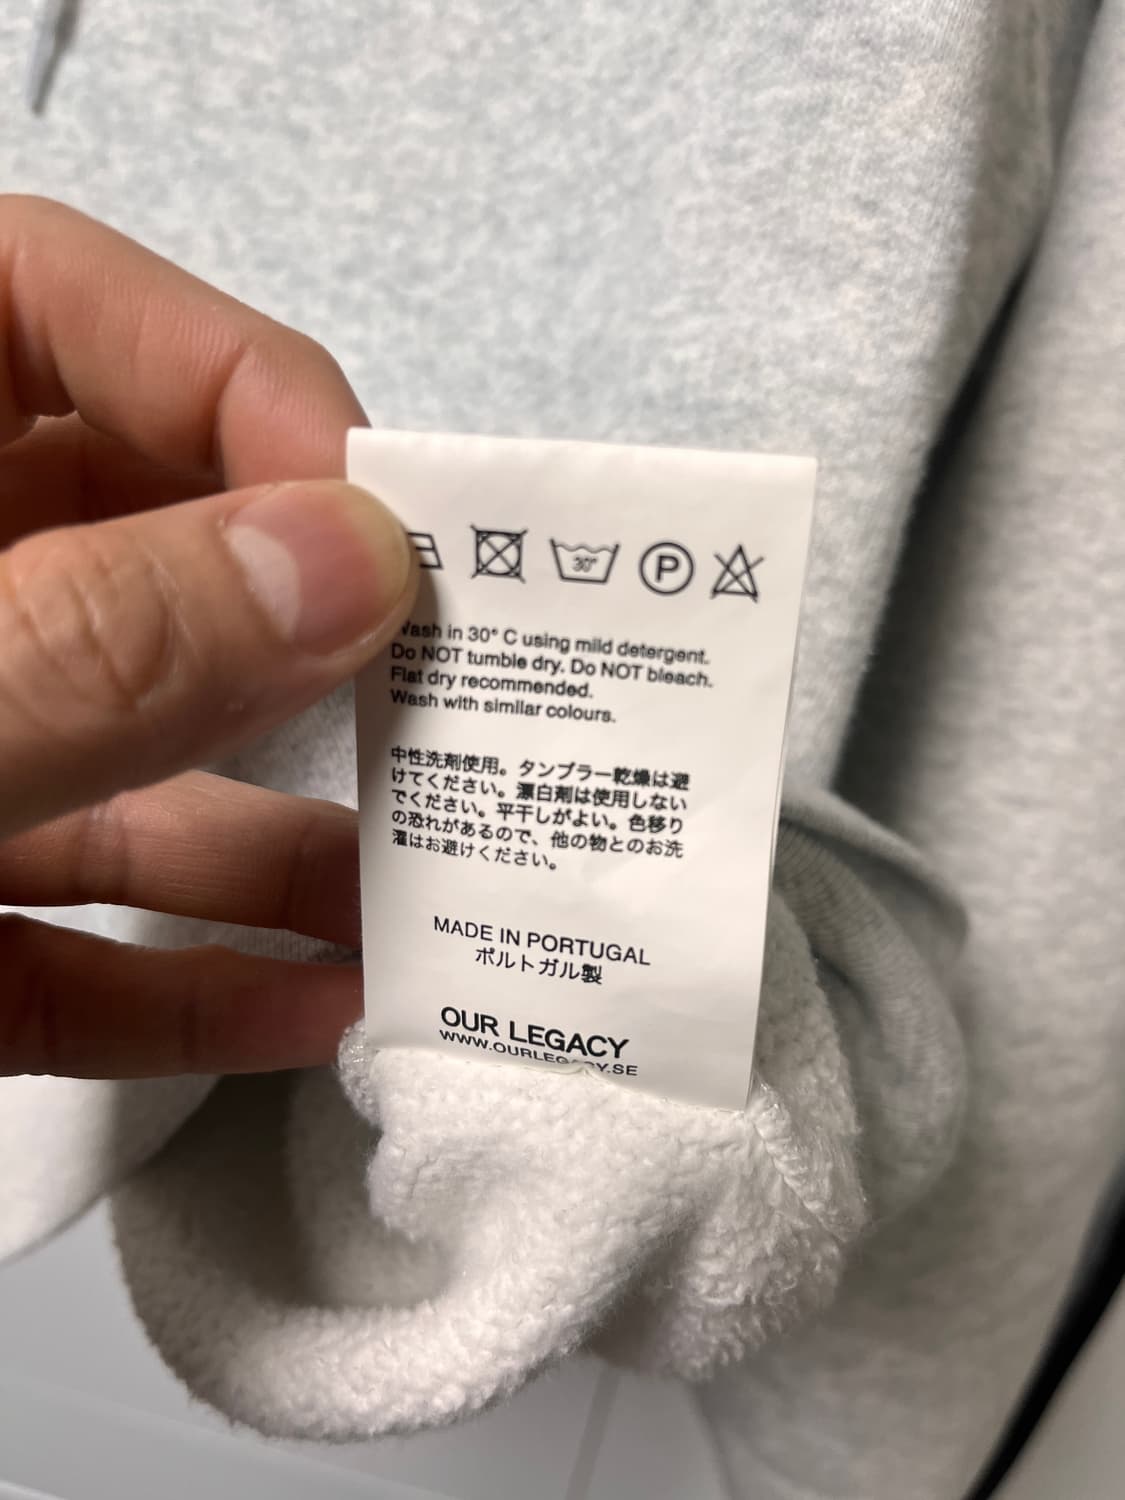 30°
P
Wash in 30° C using mild detergent.
Do NOT tumble dry. Do NOT bleach.
Flat dry recommended.
Wash with similar colours.
中性洗剤使用。タンブラー乾燥は避
けてください。漂白剤は使用しない
でください。平干しがよい。色移り
の恐れがあるので、他の物とのお洗
濯はお避けください。
MADE IN PORTUGAL
ポルトガル製
OUR LEGACY
WWW.OURLEGACY.SE